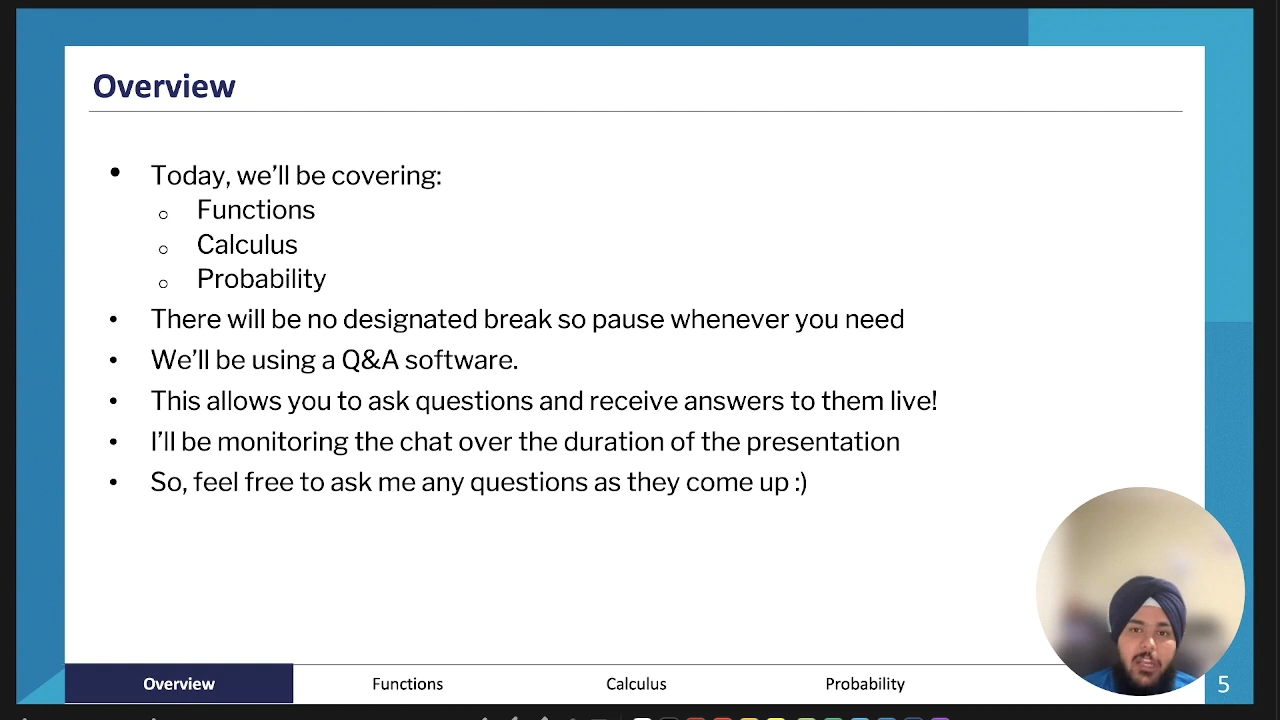 Overview
Today, we'll be covering:
Functions
Calculus
Probability
There will be no designated break so pause whenever you need
We'll be using a Q&A software.
This allows you to ask questions and receive answers to them live!
I'll be monitoring the chat over the duration of the presentation
So, feel free to ask me any questions as they come up :)
Overview Functions Calculus Probability 5